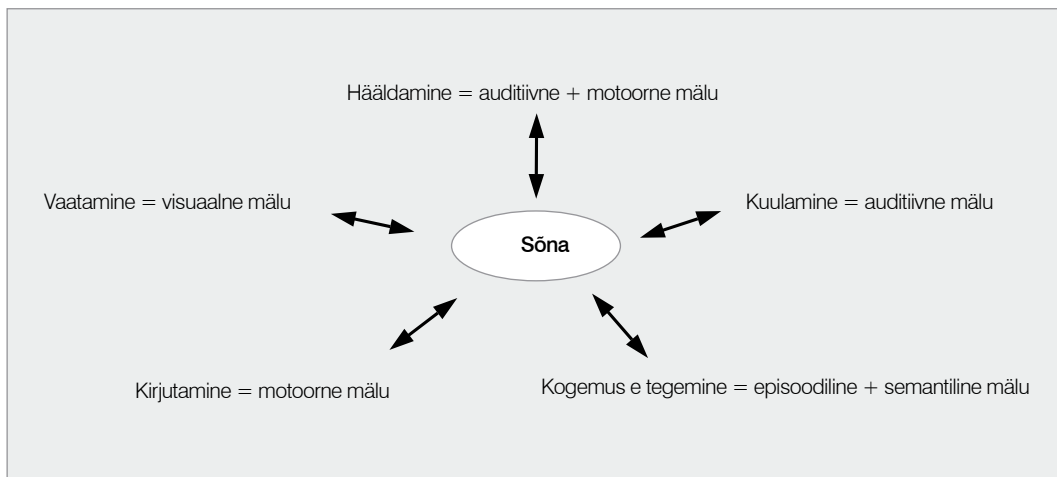 Hääldamine = auditiivne + motoorne mälu
Vaatamine = visuaalne mälu
Kuulamine = auditiivne mälu
Sõna
Kirjutamine = motoorne mälu
Kogemus e tegemine = episoodiline + semantiline mälu